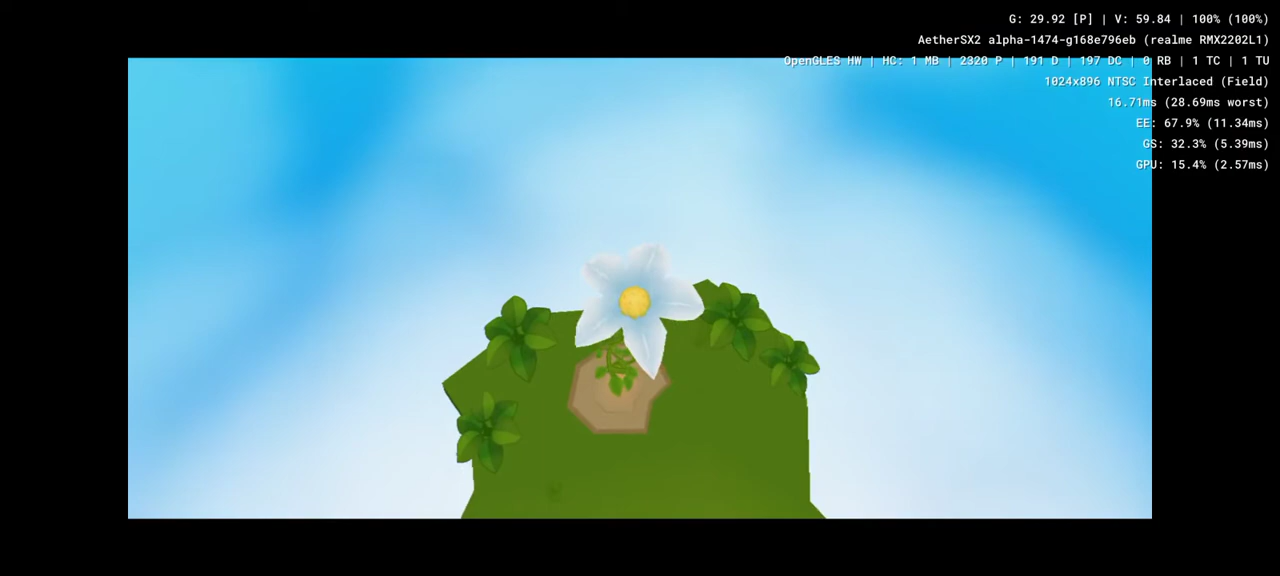 G: 29.92 [P] | V: 59.84 | 100% (100%)
AetherSX2 alpha-1474-g168e796eb (realme RMX2202L1)
OpenGLES HW | HC: 1 MB | 2320 P | 191 D | 197 DC | 0 RB | 1 TC | 1 TU
1024x896 NTSC Interlaced (Field)
16.71ms (28.69ms worst)
EE: 67.9% (11.34ms)
GS: 32.3% (5.39ms)
GPU: 15.4% (2.57ms)